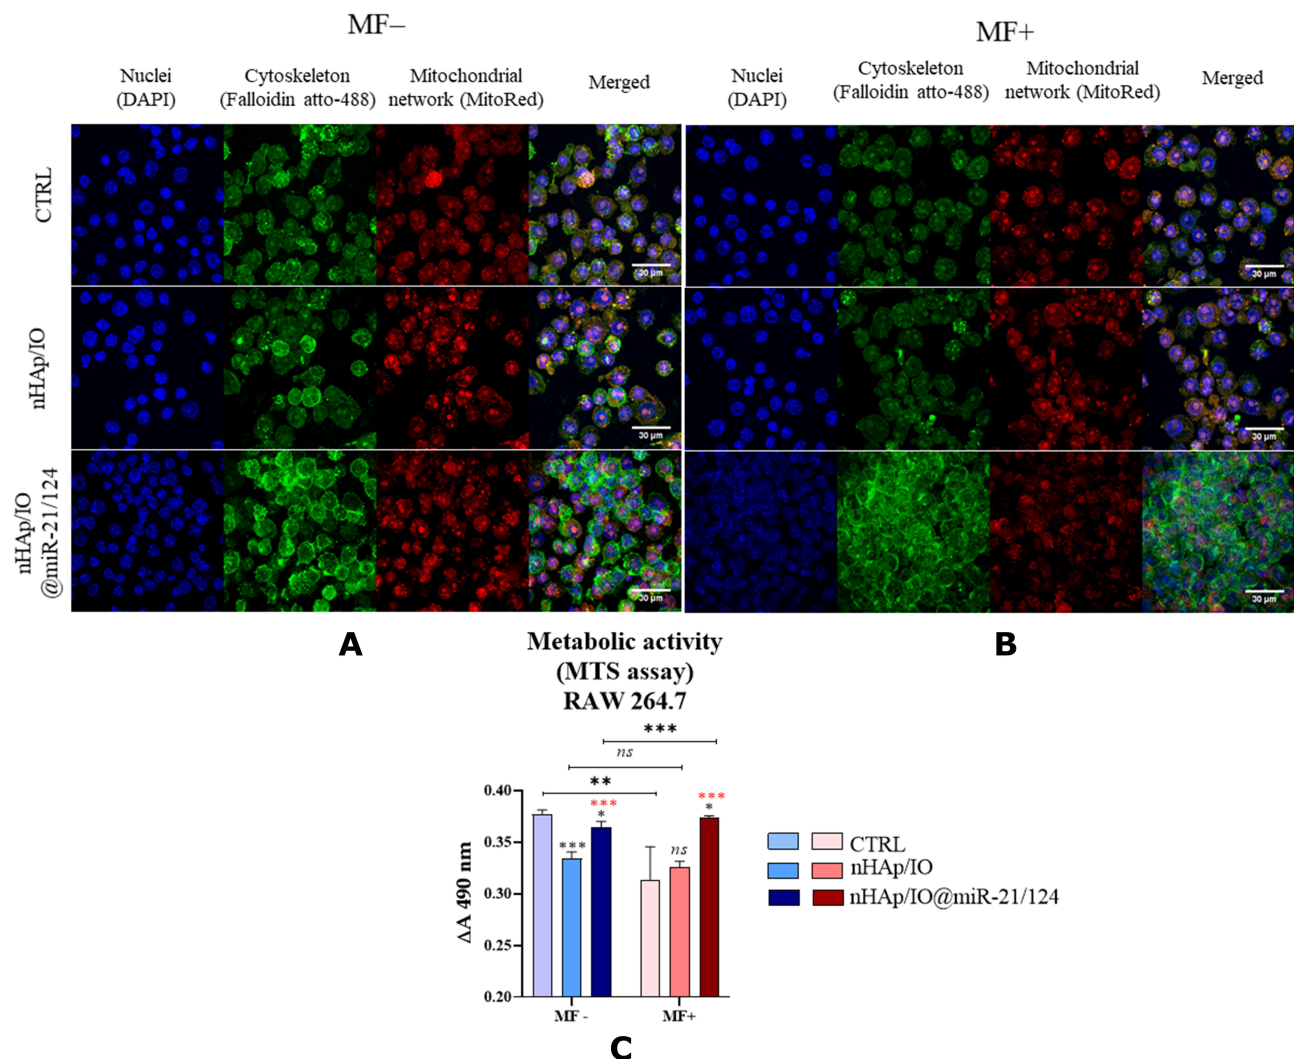 MF–
MF+
Nuclei
(DAPI)
Cytoskeleton
(Falloidin atto-488)
Mitochondrial
network (MitoRed)
Merged
Nuclei
(DAPI)
Cytoskeleton
(Falloidin atto-488)
Mitochondrial
network (MitoRed)
Merged
CTRL
30 µm
30 µm
nHAp/IO
30 µm
30 µm
nHAp/IO
@miR-21/124
30 µm
30 µm
A
B
Metabolic activity
(MTS assay)
RAW 264.7
***
ns
**
***
***
*
***
*
ns
0.40
0.35
0.30
0.25
0.20
ΔA 490 nm
MF -
MF+
CTRL
nHAp/IO
nHAp/IO@miR-21/124
C